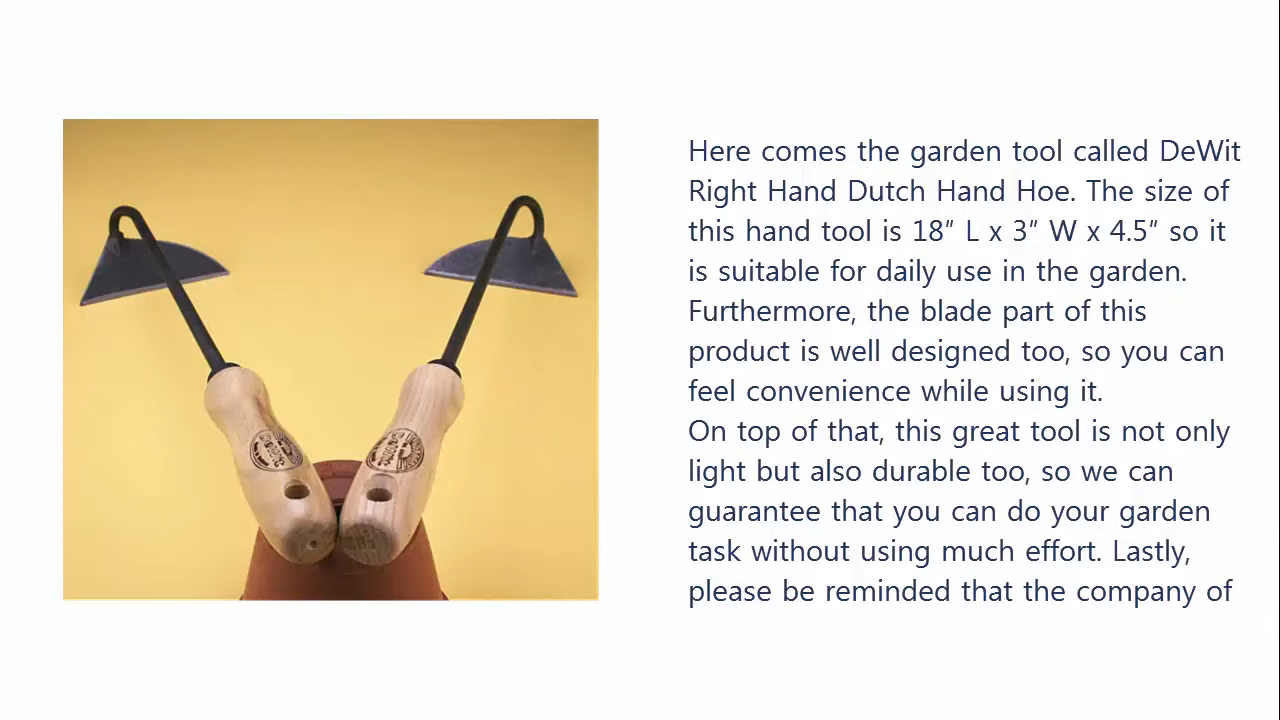 Here comes the garden tool called DeWit
Right Hand Dutch Hand Hoe. The size of
this hand tool is 18” L x 3” W x 4.5” so it
is suitable for daily use in the garden.
Furthermore, the blade part of this
product is well designed too, so you can
feel convenience while using it.
On top of that, this great tool is not only
light but also durable too, so we can
guarantee that you can do your garden
task without using much effort. Lastly,
please be reminded that the company of